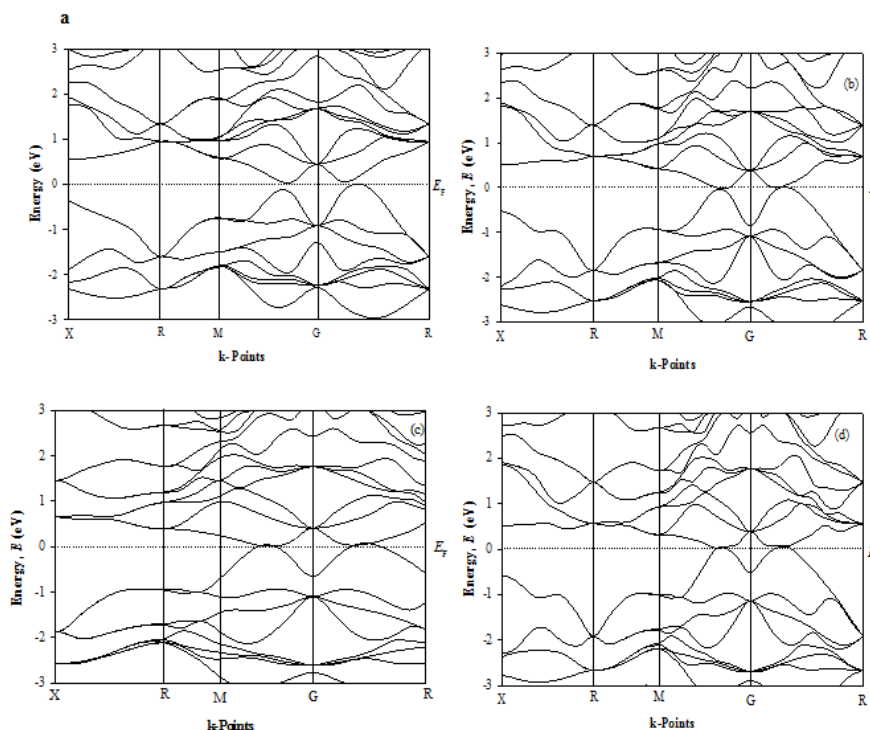 a
3
2
1
0
-1
-2
-3
Energy (eV)
E_F
X R M G R
k- Points
(b)
3
2
1
0
-1
-2
-3
Energy, E (eV)
X R M G R
k-Points
(c)
3
2
1
0
-1
-2
-3
Energy, E (eV)
E_F
X R M G R
k-Points
(d)
3
2
1
0
-1
-2
-3
Energy, E (eV)
X R M G R
k-Points